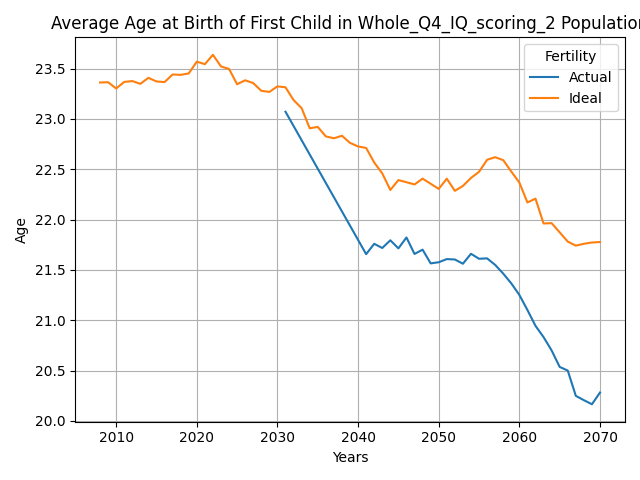 Average Age at Birth of First Child in Whole_Q4_IQ_scoring_2 Population
Fertility
Actual
Ideal
23.5
23.0
22.5
22.0
21.5
21.0
20.5
20.0
Age
2010 2020 2030 2040 2050 2060 2070
Years